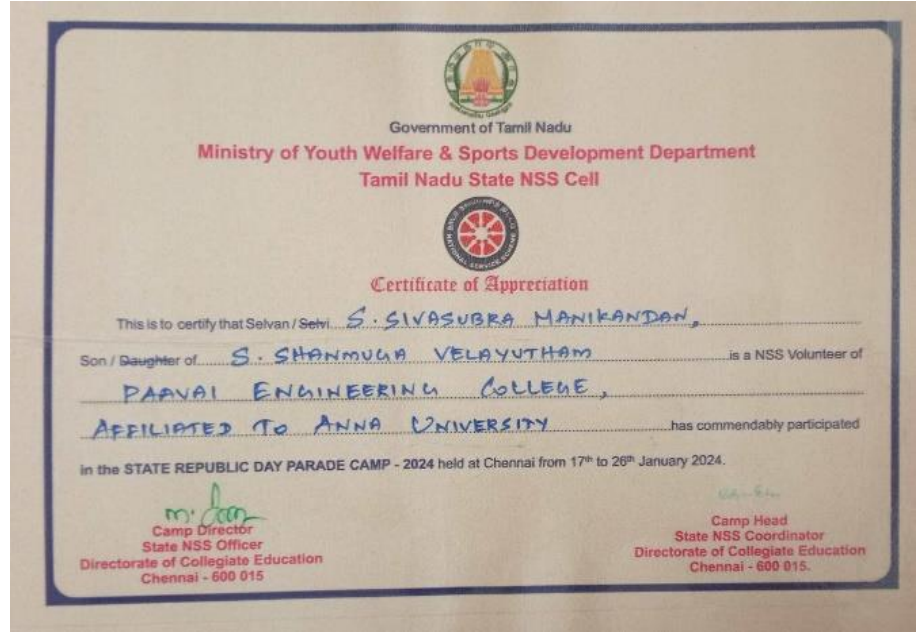 Government of Tamil Nadu
Ministry of Youth Welfare & Sports Development Department
Tamil Nadu State NSS Cell
NATIONAL SERVICE SCHEME
Certificate of Appreciation
This is to certify that Selvan / Selvi S. SIVASUBRA MANIKANDAN,
Son / Daughter of S. SHANMUGA VELAYUTHAM is a NSS Volunteer of
PAAVAI ENGINEERING COLLEGE,
AFFILIATED TO ANNA UNIVERSITY has commendably participated
in the STATE REPUBLIC DAY PARADE CAMP - 2024 held at Chennai from 17th to 26th January 2024.
Camp Director
State NSS Officer
Directorate of Collegiate Education
Chennai - 600 015
Camp Head
State NSS Coordinator
Directorate of Collegiate Education
Chennai - 600 015.